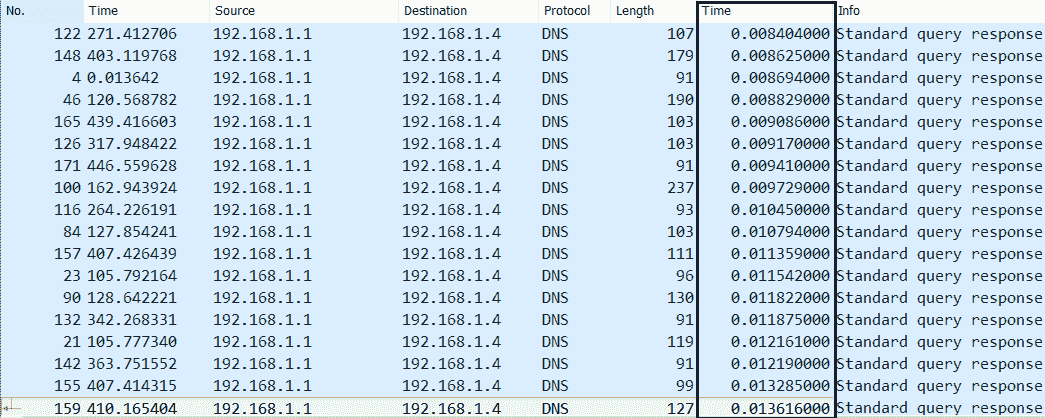 No. Time Source Destination Protocol Length Time Info
122 271.412706 192.168.1.1 192.168.1.4 DNS 107 0.008404000 Standard query response
148 403.119768 192.168.1.1 192.168.1.4 DNS 179 0.008625000 Standard query response
4 0.013642 192.168.1.1 192.168.1.4 DNS 91 0.008694000 Standard query response
46 120.568782 192.168.1.1 192.168.1.4 DNS 190 0.008829000 Standard query response
165 439.416603 192.168.1.1 192.168.1.4 DNS 103 0.009086000 Standard query response
126 317.948422 192.168.1.1 192.168.1.4 DNS 103 0.009170000 Standard query response
171 446.559628 192.168.1.1 192.168.1.4 DNS 91 0.009410000 Standard query response
100 162.943924 192.168.1.1 192.168.1.4 DNS 237 0.009729000 Standard query response
116 264.226191 192.168.1.1 192.168.1.4 DNS 93 0.010450000 Standard query response
84 127.854241 192.168.1.1 192.168.1.4 DNS 103 0.010794000 Standard query response
157 407.426439 192.168.1.1 192.168.1.4 DNS 111 0.011359000 Standard query response
23 105.792164 192.168.1.1 192.168.1.4 DNS 96 0.011542000 Standard query response
90 128.642221 192.168.1.1 192.168.1.4 DNS 130 0.011822000 Standard query response
132 342.268331 192.168.1.1 192.168.1.4 DNS 91 0.011875000 Standard query response
21 105.777340 192.168.1.1 192.168.1.4 DNS 119 0.012161000 Standard query response
142 363.751552 192.168.1.1 192.168.1.4 DNS 91 0.012190000 Standard query response
155 407.414315 192.168.1.1 192.168.1.4 DNS 99 0.013285000 Standard query response
159 410.165404 192.168.1.1 192.168.1.4 DNS 127 0.013616000 Standard query response